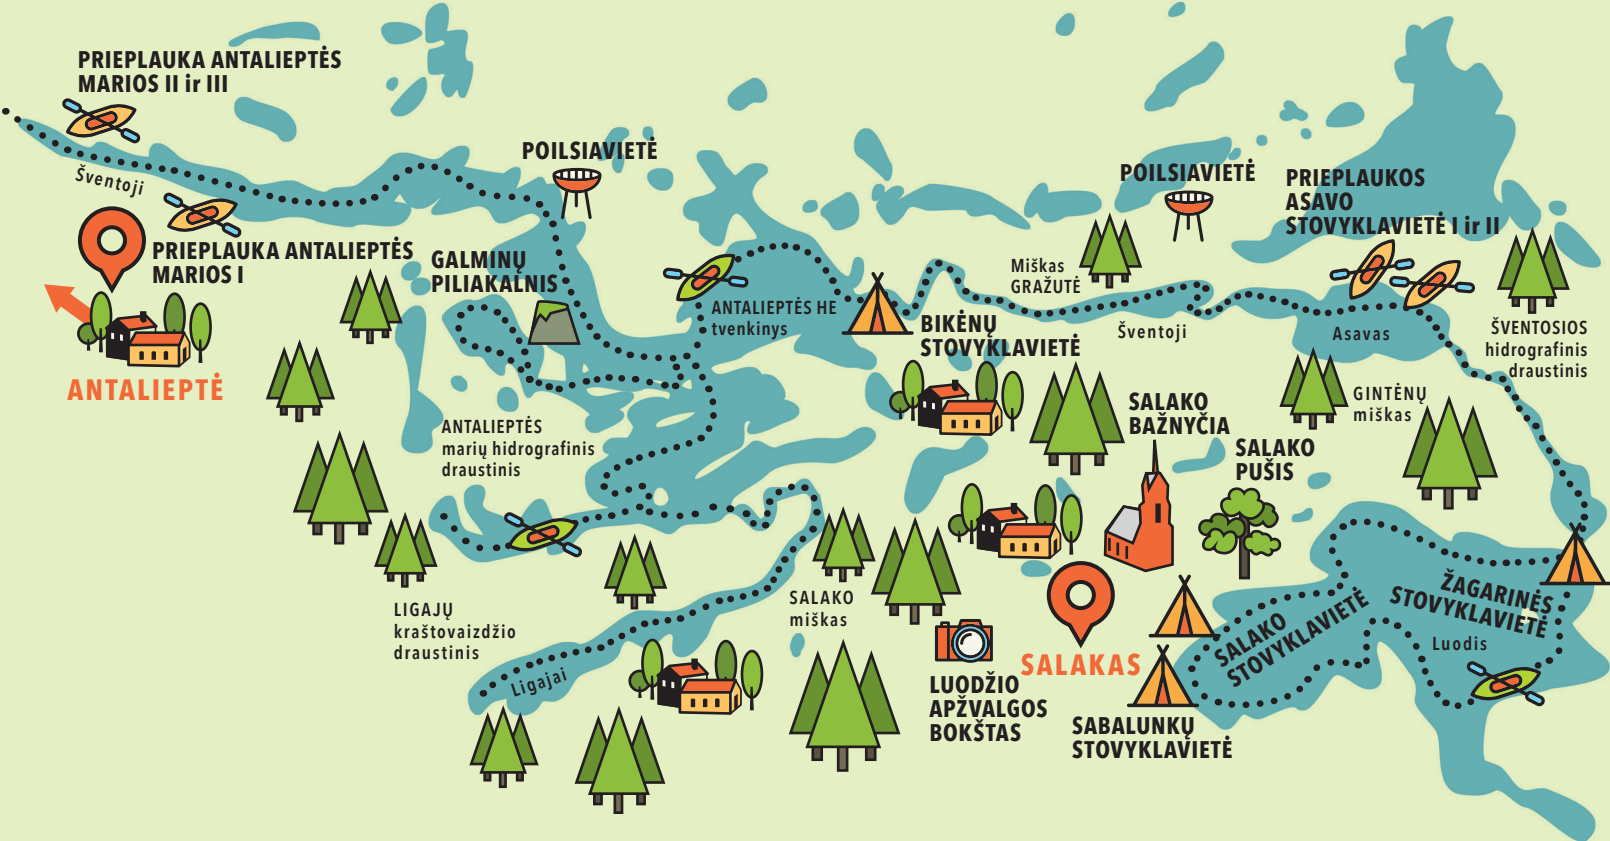 PRIEPLAUKA ANTALIEPTĖS
MARIOS II ir III
Šventoji
PRIEPLAUKA ANTALIEPTĖS
MARIOS I
ANTALIEPTĖ
POILSIAVIETĖ
GALMINŲ
PILIAKALNIS
ANTALIEPTĖS HE
tvenkinys
ANTALIEPTĖS
marių hidrografinis
draustinis
LIGAJŲ
kraštovaizdžio
draustinis
Ligajai
BIKĖNŲ
STOVYKLAVIETĖ
Miškas
GRAŽUTĖ
POILSIAVIETĖ
Šventoji
PRIEPLAUKOS
ASAVO
STOVYKLAVIETĖ I ir II
Asavas
ŠVENTOSIOS
hidrografinis
draustinis
GINTĖNŲ
miškas
SALAKO
BAŽNYČIA
SALAKO
PUŠIS
SALAKO
miškas
LUODŽIO
APŽVALGOS
BOKŠTAS
SALAKAS
SABALUNKŲ
STOVYKLAVIETĖ
SALAKO
STOVYKLAVIETĖ
ŽAGARINĖS
STOVYKLAVIETĖ
Luodis